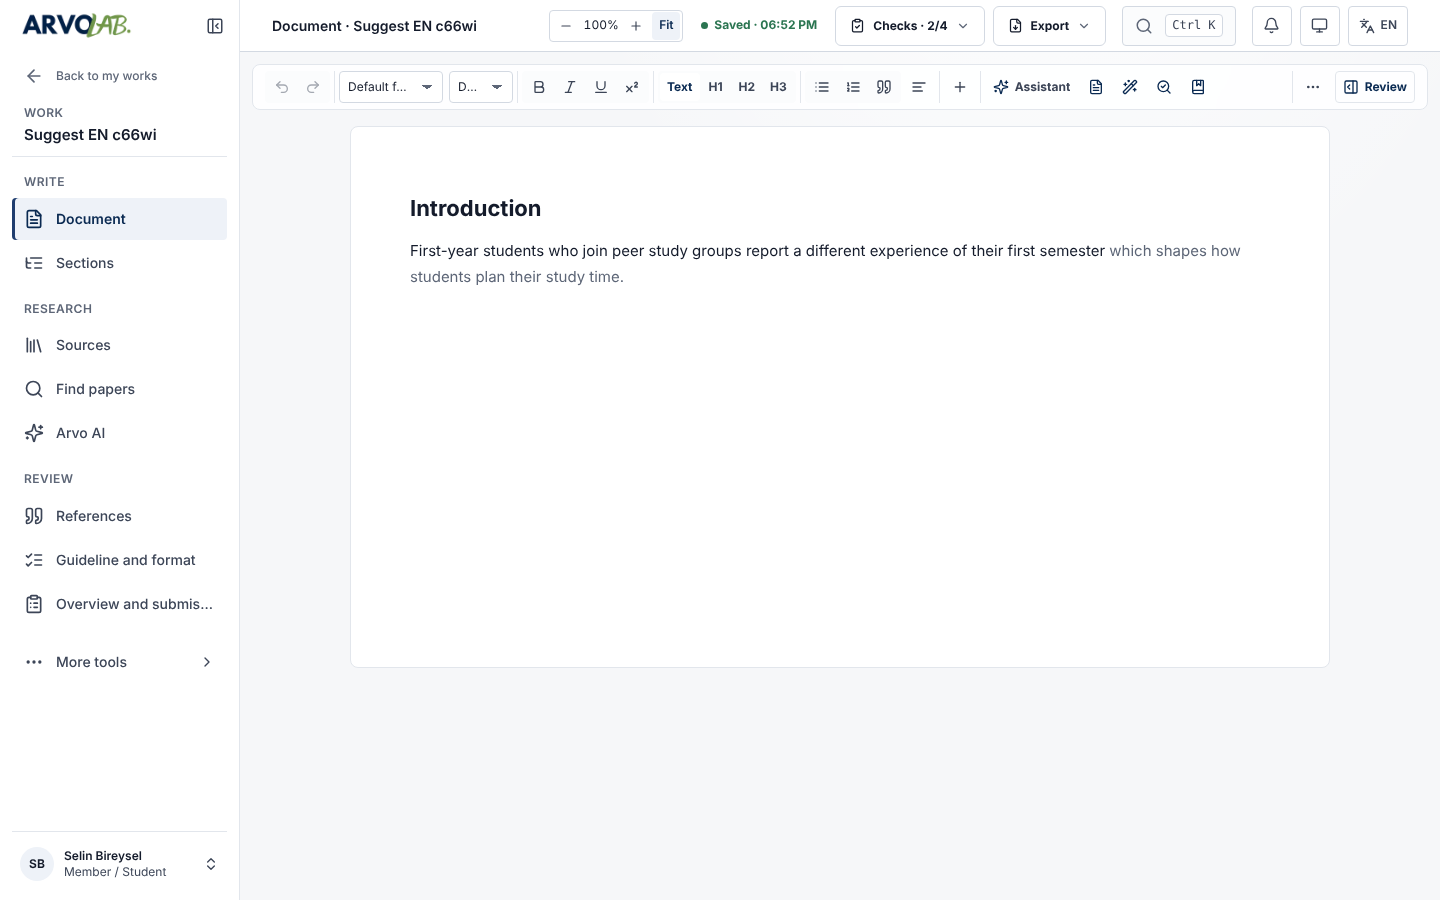 ARVOLAB.
Back to my works
WORK
Suggest EN c66wi
WRITE
Document
Sections
RESEARCH
Sources
Find papers
Arvo AI
REVIEW
References
Guideline and format
Overview and submis...
More tools
SB
Selin Bireysel
Member / Student
Document · Suggest EN c66wi
100%
Fit
Saved · 06:52 PM
Checks · 2/4
Export
Ctrl K
EN
Default f...
D...
B I U x²
Text H1 H2 H3
Assistant
Review
Introduction
First-year students who join peer study groups report a different experience of their first semester which shapes how
students plan their study time.